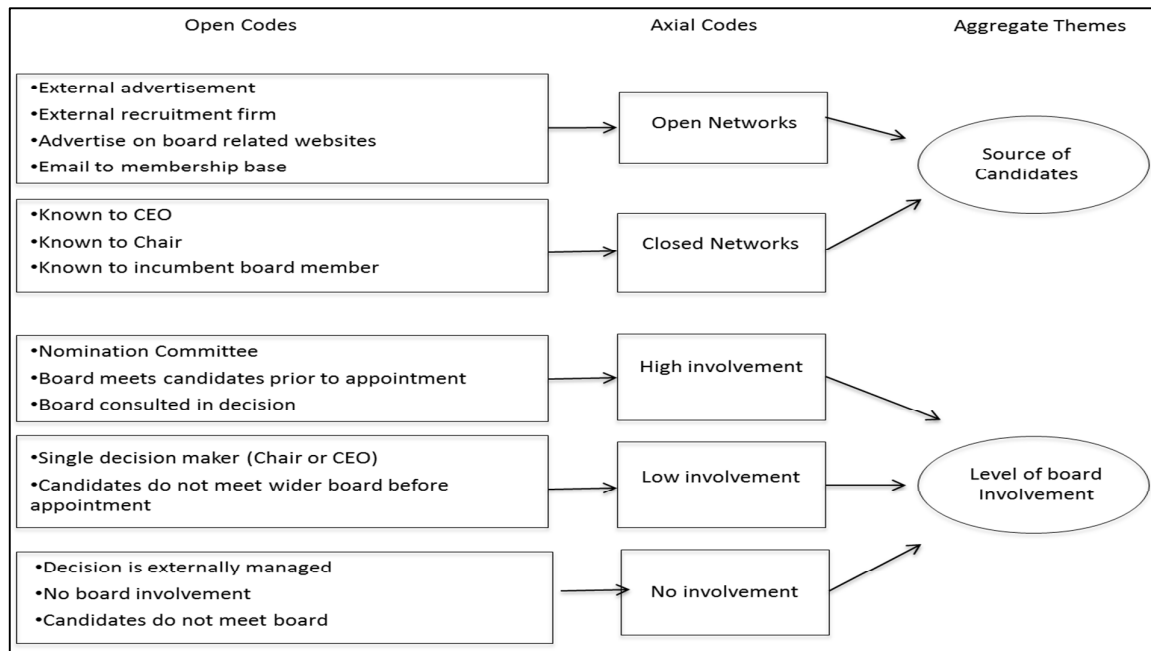 Open Codes
Axial Codes
Aggregate Themes
•External advertisement
•External recruitment firm
•Advertise on board related websites
•Email to membership base
Open Networks
Source of
Candidates
•Known to CEO
•Known to Chair
•Known to incumbent board member
Closed Networks
•Nomination Committee
•Board meets candidates prior to appointment
•Board consulted in decision
High involvement
•Single decision maker (Chair or CEO)
•Candidates do not meet wider board before
appointment
Low involvement
Level of board
Involvement
•Decision is externally managed
•No board involvement
•Candidates do not meet board
No involvement